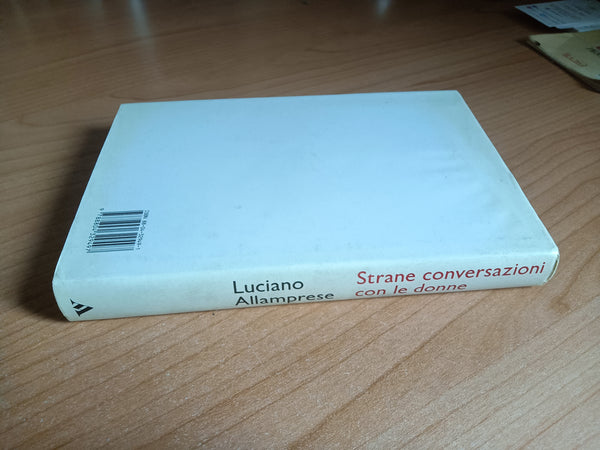 Luciano
Allamprese
Strane conversazioni
con le donne